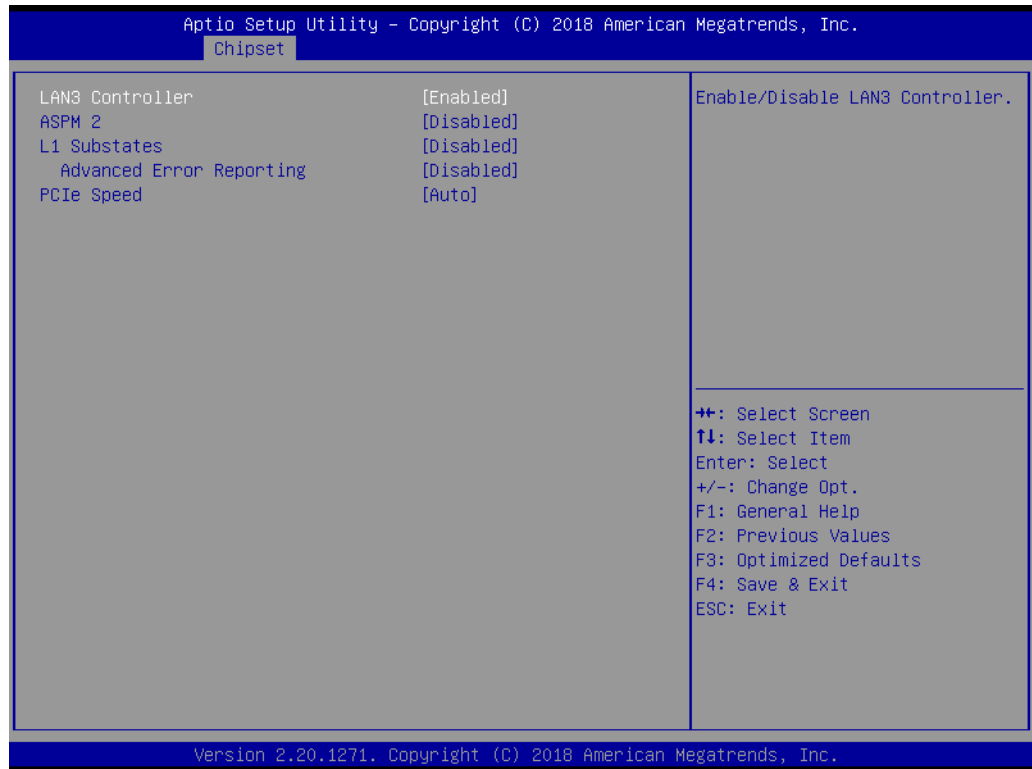 Aptio Setup Utility – Copyright (C) 2018 American Megatrends, Inc.
Chipset
LAN3 Controller [Enabled]
ASPM 2 [Disabled]
L1 Substates [Disabled]
Advanced Error Reporting [Disabled]
PCIe Speed [Auto]
Enable/Disable LAN3 Controller.
→←: Select Screen
↑↓: Select Item
Enter: Select
+/-: Change Opt.
F1: General Help
F2: Previous Values
F3: Optimized Defaults
F4: Save & Exit
ESC: Exit
Version 2.20.1271. Copyright (C) 2018 American Megatrends, Inc.